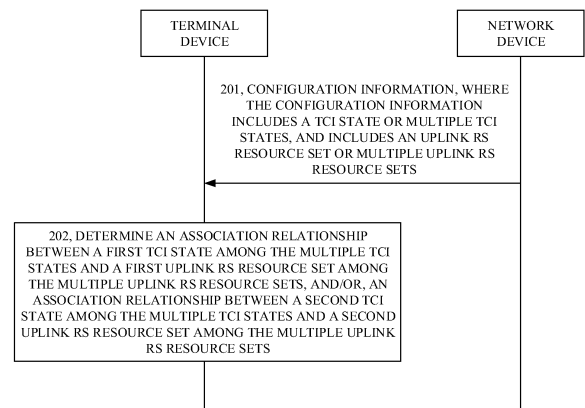 TERMINAL
DEVICE
NETWORK
DEVICE
201, CONFIGURATION INFORMATION, WHERE
THE CONFIGURATION INFORMATION
INCLUDES A TCI STATE OR MULTIPLE TCI
STATES, AND INCLUDES AN UPLINK RS
RESOURCE SET OR MULTIPLE UPLINK RS
RESOURCE SETS
202, DETERMINE AN ASSOCIATION RELATIONSHIP
BETWEEN A FIRST TCI STATE AMONG THE MULTIPLE TCI
STATES AND A FIRST UPLINK RS RESOURCE SET AMONG
THE MULTIPLE UPLINK RS RESOURCE SETS, AND/OR, AN
ASSOCIATION RELATIONSHIP BETWEEN A SECOND TCI
STATE AMONG THE MULTIPLE TCI STATES AND A SECOND
UPLINK RS RESOURCE SET AMONG THE MULTIPLE UPLINK
RS RESOURCE SETS